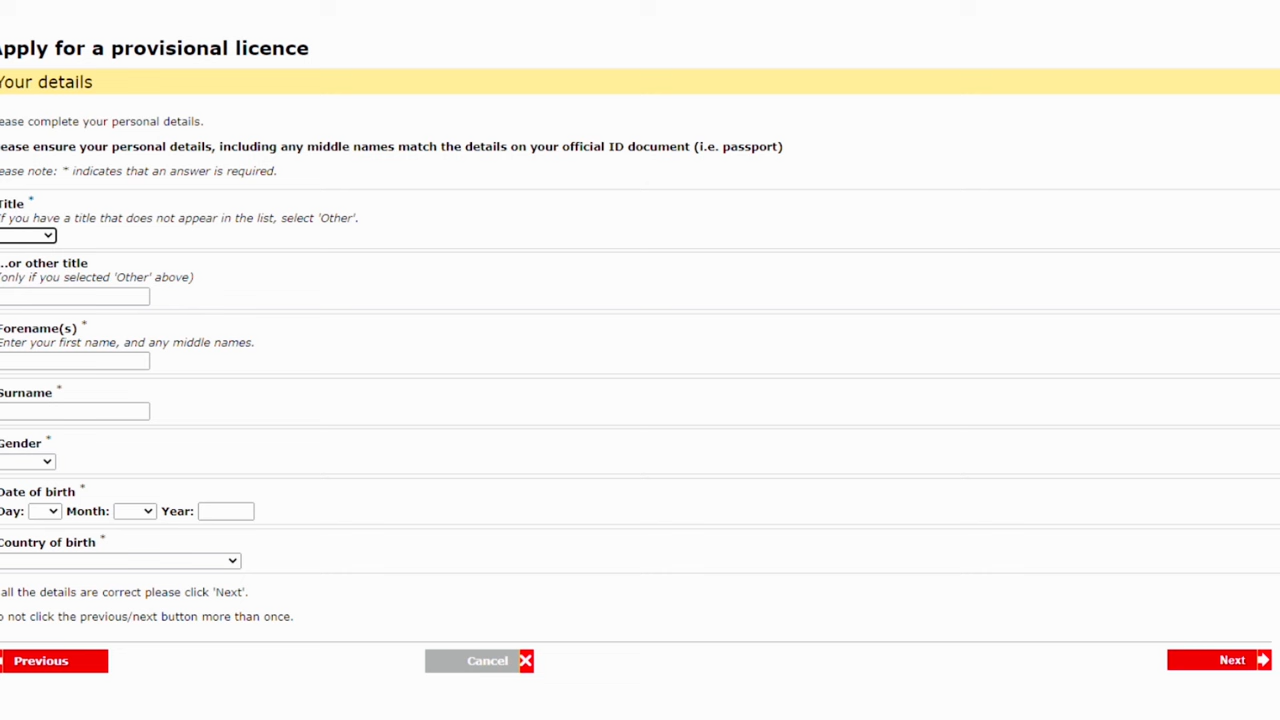 Apply for a provisional licence
Your details
ease complete your personal details.
ease ensure your personal details, including any middle names match the details on your official ID document (i.e. passport)
ease note: * indicates that an answer is required.
Title *
If you have a title that does not appear in the list, select 'Other'.
...or other title
(only if you selected 'Other' above)
Forename(s) *
Enter your first name, and any middle names.
Surname *
Gender *
Date of birth *
Day: Month: Year:
Country of birth *
all the details are correct please click 'Next'.
o not click the previous/next button more than once.
Previous Cancel Next